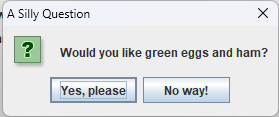 A Silly Question
?
Would you like green eggs and ham?
Yes, please
No way!